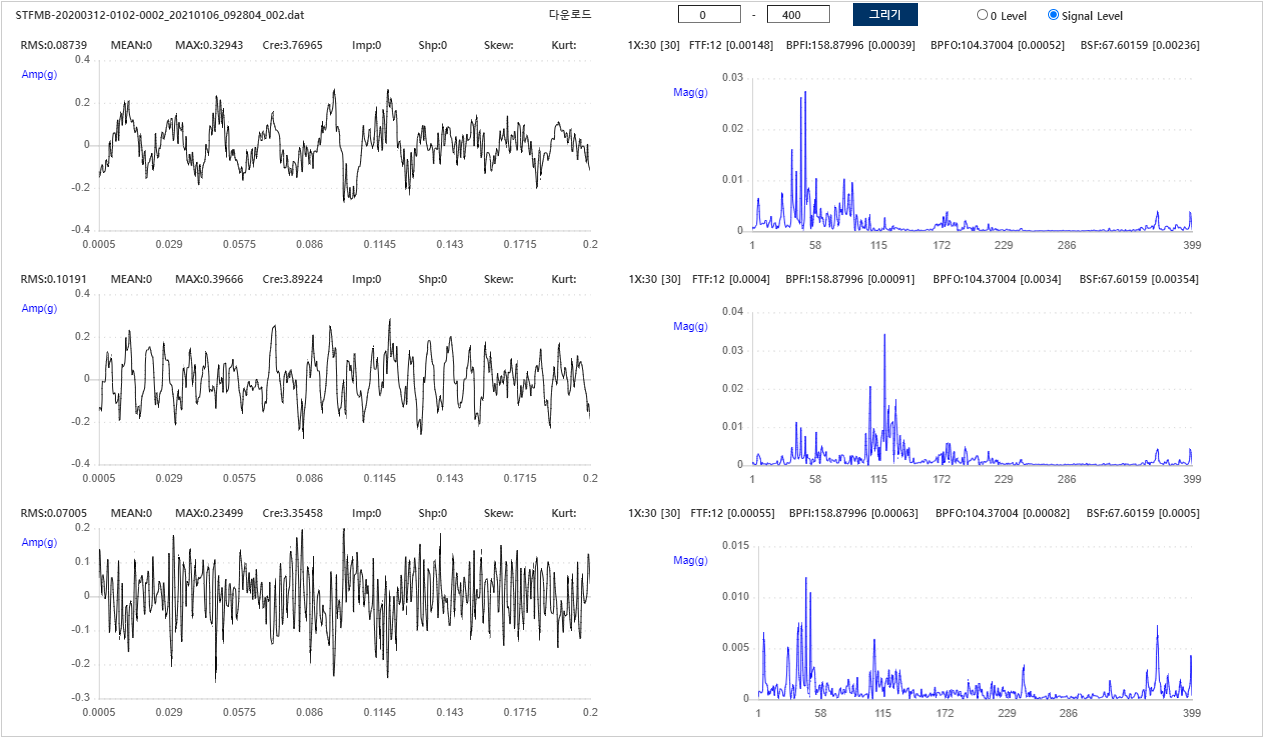 STFMB-20200312-0102-0002_20210106_092804_002.dat 다운로드 0 - 400 그리기 0 Level Signal Level
RMS:0.08739 MEAN:0 MAX:0.32943 Cre:3.76965 Imp:0 Shp:0 Skew: Kurt:
Amp(g)
0.4
0.2
0
-0.2
-0.4
0.0005 0.029 0.0575 0.086 0.1145 0.143 0.1715 0.2
1X:30 [30] FTF:12 [0.00148] BPFI:158.87996 [0.00039] BPFO:104.37004 [0.00052] BSF:67.60159 [0.00236]
Mag(g)
0.03
0.02
0.01
0
1 58 115 172 229 286 399
RMS:0.10191 MEAN:0 MAX:0.39666 Cre:3.89224 Imp:0 Shp:0 Skew: Kurt:
Amp(g)
0.4
0.2
0
-0.2
-0.4
0.0005 0.029 0.0575 0.086 0.1145 0.143 0.1715 0.2
1X:30 [30] FTF:12 [0.0004] BPFI:158.87996 [0.00091] BPFO:104.37004 [0.0034] BSF:67.60159 [0.00354]
Mag(g)
0.04
0.03
0.02
0.01
0
1 58 115 172 229 286 399
RMS:0.07005 MEAN:0 MAX:0.23499 Cre:3.35458 Imp:0 Shp:0 Skew: Kurt:
Amp(g)
0.2
0.1
0
-0.1
-0.2
-0.3
0.0005 0.029 0.0575 0.086 0.1145 0.143 0.1715 0.2
1X:30 [30] FTF:12 [0.00055] BPFI:158.87996 [0.00063] BPFO:104.37004 [0.00082] BSF:67.60159 [0.0005]
Mag(g)
0.015
0.010
0.005
0
1 58 115 172 229 286 399